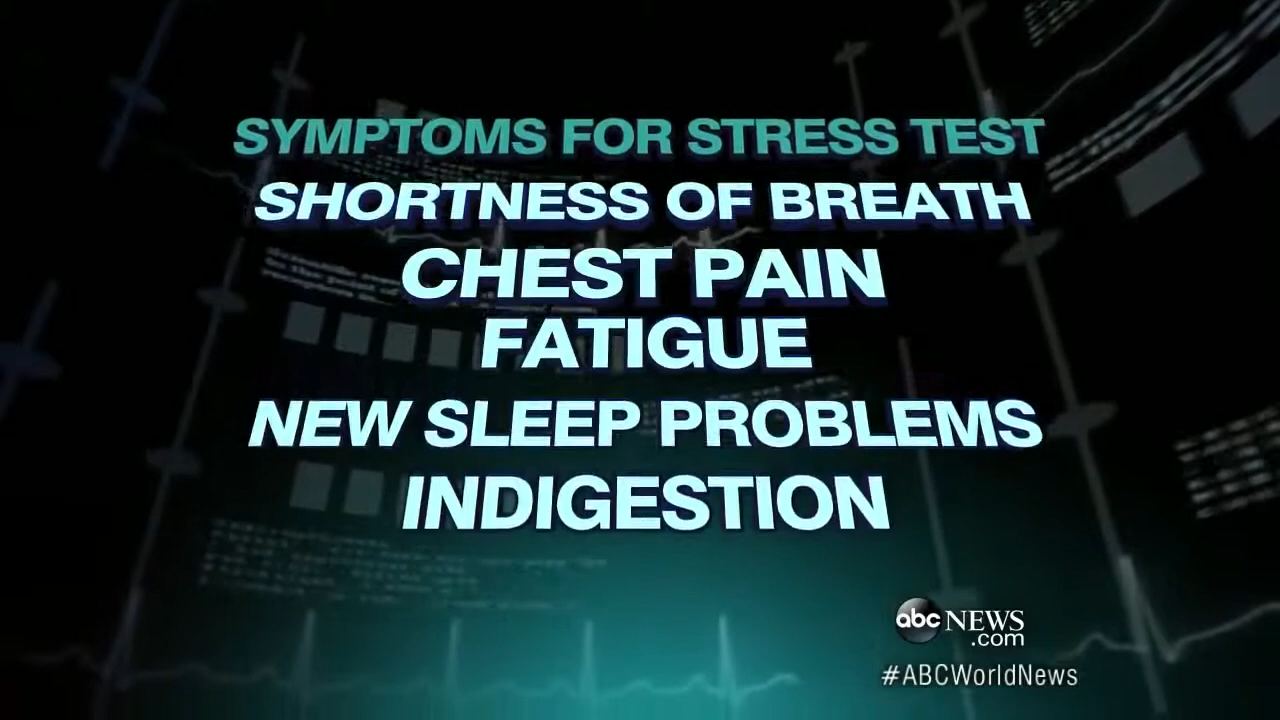 SYMPTOMS FOR STRESS TEST
SHORTNESS OF BREATH
CHEST PAIN
FATIGUE
NEW SLEEP PROBLEMS
INDIGESTION
abc NEWS
.com
#ABCWorldNews